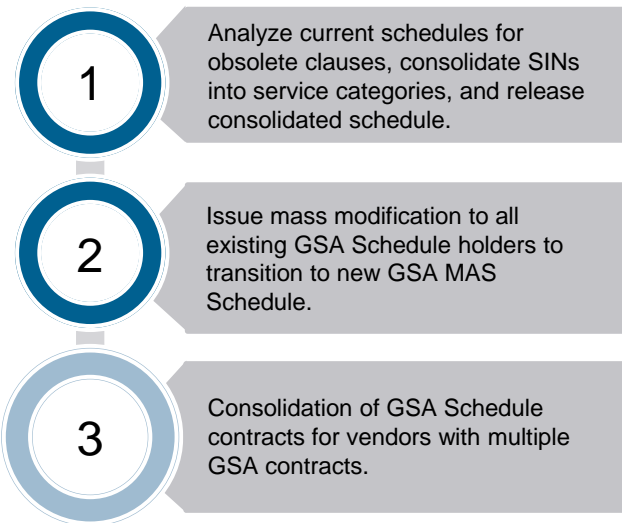 1
Analyze current schedules for
obsolete clauses, consolidate SINs
into service categories, and release
consolidated schedule.
2
Issue mass modification to all
existing GSA Schedule holders to
transition to new GSA MAS
Schedule.
3
Consolidation of GSA Schedule
contracts for vendors with multiple
GSA contracts.